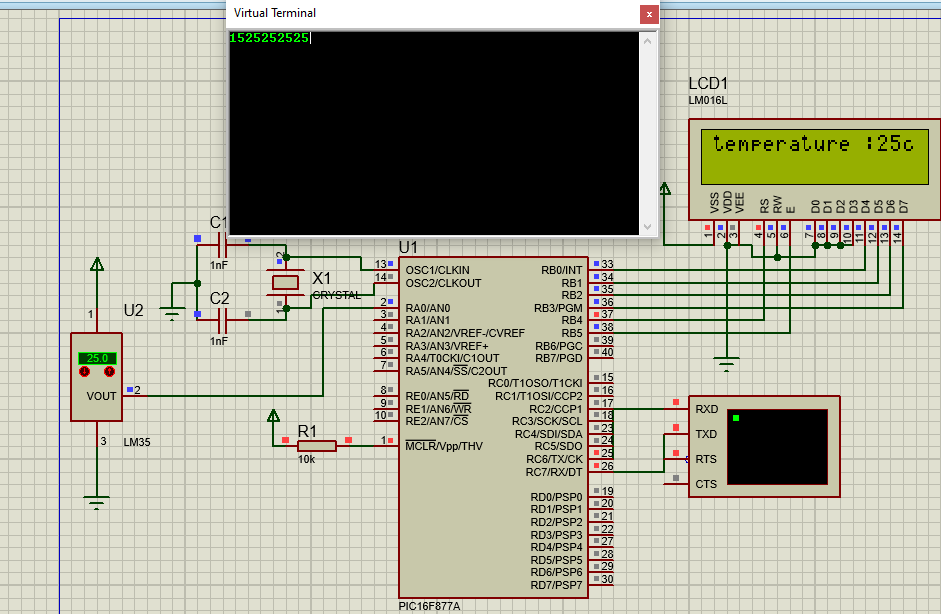 Virtual Terminal
x
1525252525
LCD1
LM016L
temperature :25c
VSS
VDD
VEE
RS
RW
E
D0
D1
D2
D3
D4
D5
D6
D7
1
2
3
4
5
6
7
8
9
10
11
12
13
14
C1
1nF
C2
1nF
X1
CRYSTAL
2
1
U2
1
25.0
VOUT
2
3
LM35
R1
10k
U1
13 OSC1/CLKIN
14 OSC2/CLKOUT
2 RA0/AN0
3 RA1/AN1
4 RA2/AN2/VREF-/CVREF
5 RA3/AN3/VREF+
6 RA4/T0CKI/C1OUT
7 RA5/AN4/SS/C2OUT
8 RE0/AN5/RD
9 RE1/AN6/WR
10 RE2/AN7/CS
1 MCLR/Vpp/THV
RB0/INT 33
RB1 34
RB2 35
RB3/PGM 36
RB4 37
RB5 38
RB6/PGC 39
RB7/PGD 40
RC0/T1OSO/T1CKI 15
RC1/T1OSI/CCP2 16
RC2/CCP1 17
RC3/SCK/SCL 18
RC4/SDI/SDA 23
RC5/SDO 24
RC6/TX/CK 25
RC7/RX/DT 26
RD0/PSP0 19
RD1/PSP1 20
RD2/PSP2 21
RD3/PSP3 22
RD4/PSP4 27
RD5/PSP5 28
RD6/PSP6 29
RD7/PSP7 30
PIC16F877A
RXD
TXD
RTS
CTS